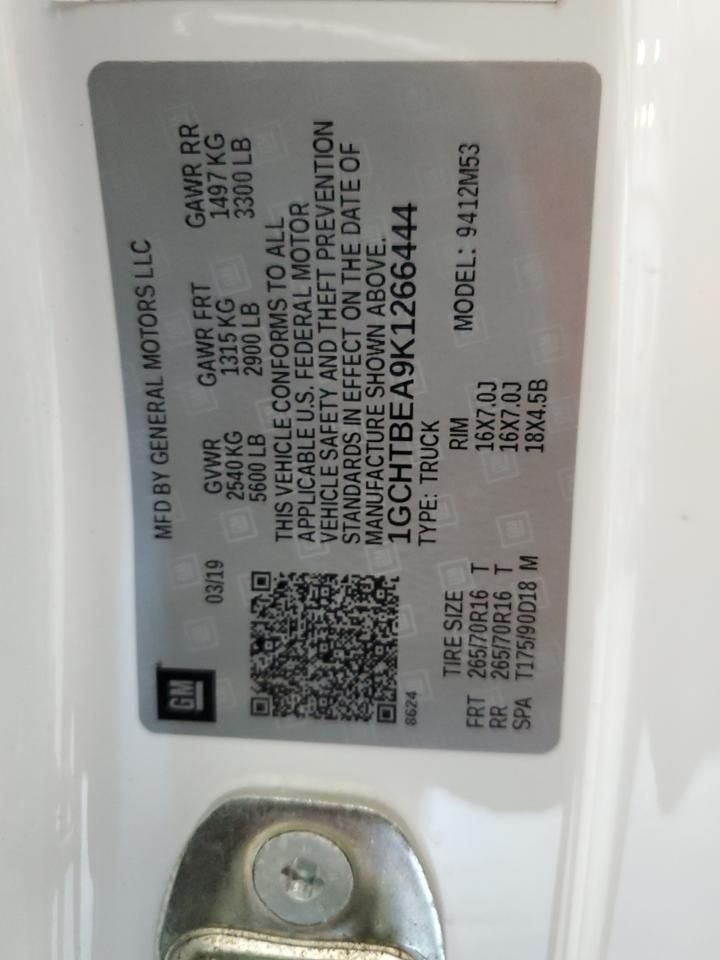 GM
MFD BY GENERAL MOTORS LLC
03/19
GVWR GAWR FRT GAWR RR
2540 KG 1315 KG 1497 KG
5600 LB 2900 LB 3300 LB
THIS VEHICLE CONFORMS TO ALL
APPLICABLE U.S. FEDERAL MOTOR
VEHICLE SAFETY AND THEFT PREVENTION
STANDARDS IN EFFECT ON THE DATE OF
MANUFACTURE SHOWN ABOVE.
1GCHTBEA9K1266444
8624
TYPE: TRUCK
TIRE SIZE RIM MODEL: 9412M53
FRT 265/70R16 T 16X7.0J
RR 265/70R16 T 16X7.0J
SPA T175/90D18 M 18X4.5B